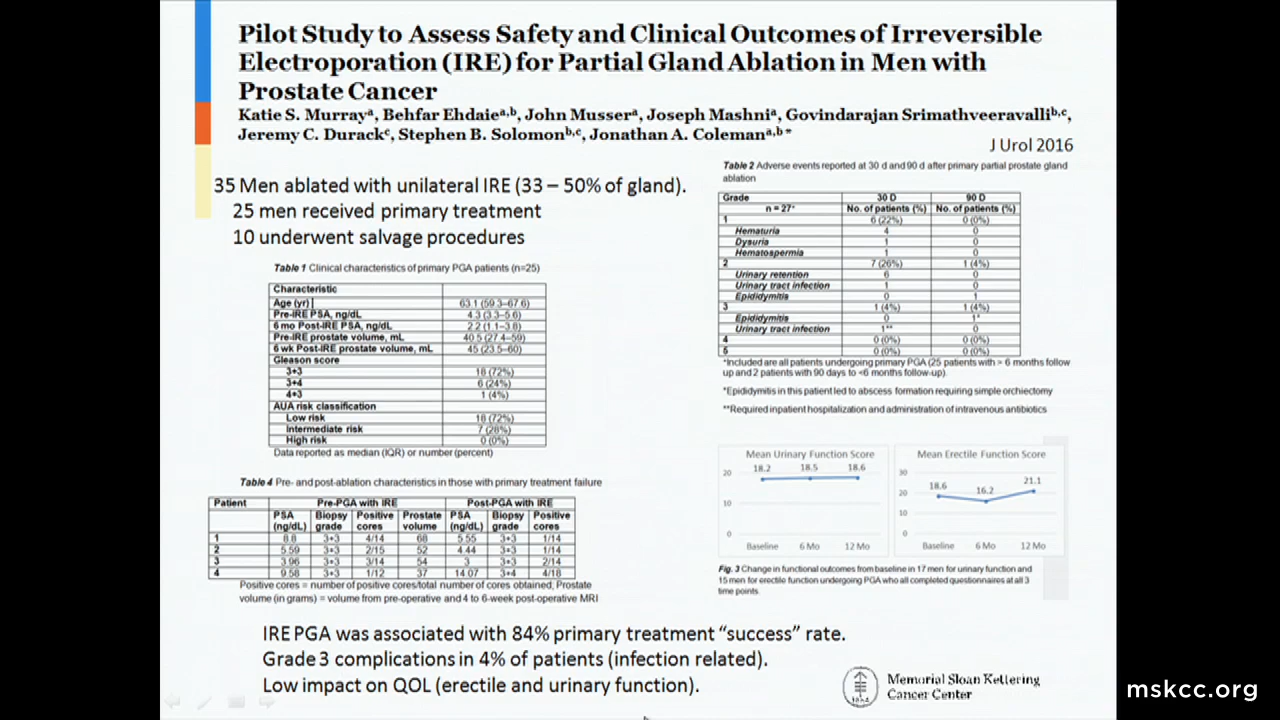 Pilot Study to Assess Safety and Clinical Outcomes of Irreversible
Electroporation (IRE) for Partial Gland Ablation in Men with
Prostate Cancer
Katie S. Murrayᵃ, Behfar Ehdaieᵃ,ᵇ, John Musserᵃ, Joseph Mashniᵃ, Govindarajan Srimathveeravalliᵇ,ᶜ,
Jeremy C. Durackᶜ, Stephen B. Solomonᵇ,ᶜ, Jonathan A. Colemanᵃ,ᵇ*
J Urol 2016
35 Men ablated with unilateral IRE (33 – 50% of gland).
25 men received primary treatment
10 underwent salvage procedures
Table 1 Clinical characteristics of primary PGA patients (n=25)
Characteristic
Age (yr) 63.1 (59.3–67.6)
Pre-IRE PSA, ng/dL 4.3 (3.3–5.6)
6 mo Post-IRE PSA, ng/dL 2.2 (1.1–3.8)
Pre-IRE prostate volume, mL 40.5 (27.4–59)
6 wk Post-IRE prostate volume, mL 45 (23.5–60)
Gleason score
3+3 18 (72%)
3+4 6 (24%)
4+3 1 (4%)
AUA risk classification
Low risk 18 (72%)
Intermediate risk 7 (28%)
High risk 0 (0%)
Data reported as median (IQR) or number (percent)
Table 4 Pre- and post-ablation characteristics in those with primary treatment failure
Patient Pre-PGA with IRE Post-PGA with IRE
PSA Biopsy Positive Prostate PSA Biopsy Positive
(ng/dL) grade cores volume (ng/dL) grade cores
1 8.8 3+3 4/14 68 5.55 3+3 1/14
2 5.59 3+3 2/15 52 4.44 3+3 1/14
3 3.96 3+3 3/14 54 3 3+3 2/14
4 9.58 3+3 1/12 37 14.07 3+4 4/18
Positive cores = number of positive cores/total number of cores obtained; Prostate
volume (in grams) = volume from pre-operative and 4 to 6-week post-operative MRI
Table 2 Adverse events reported at 30 d and 90 d after primary partial prostate gland
ablation
Grade 30 D 90 D
n = 27* No. of patients (%) No. of patients (%)
1 6 (22%) 0 (0%)
Hematuria 4 0
Dysuria 1 0
Hematospermia 1 0
2 7 (26%) 1 (4%)
Urinary retention 6 0
Urinary tract infection 1 0
Epididymitis 0 1
3 1 (4%) 1 (4%)
Epididymitis 0 1*
Urinary tract infection 1** 0
4 0 (0%) 0 (0%)
5 0 (0%) 0 (0%)
*Included are all patients undergoing primary PGA (25 patients with > 6 months follow
up and 2 patients with 90 days to <6 months follow-up).
*Epididymitis in this patient led to abscess formation requiring simple orchiectomy
**Required inpatient hospitalization and administration of intravenous antibiotics
Mean Urinary Function Score
20
10
0
18.2 18.5 18.6
Baseline 6 Mo 12 Mo
Mean Erectile Function Score
30
20
10
0
18.6 16.2 21.1
Baseline 6 Mo 12 Mo
Fig. 3 Change in functional outcomes from baseline in 17 men for urinary function and
15 men for erectile function undergoing PGA who all completed questionnaires at all 3
time points.
IRE PGA was associated with 84% primary treatment “success” rate.
Grade 3 complications in 4% of patients (infection related).
Low impact on QOL (erectile and urinary function).
Memorial Sloan Kettering
Cancer Center
mskcc.org